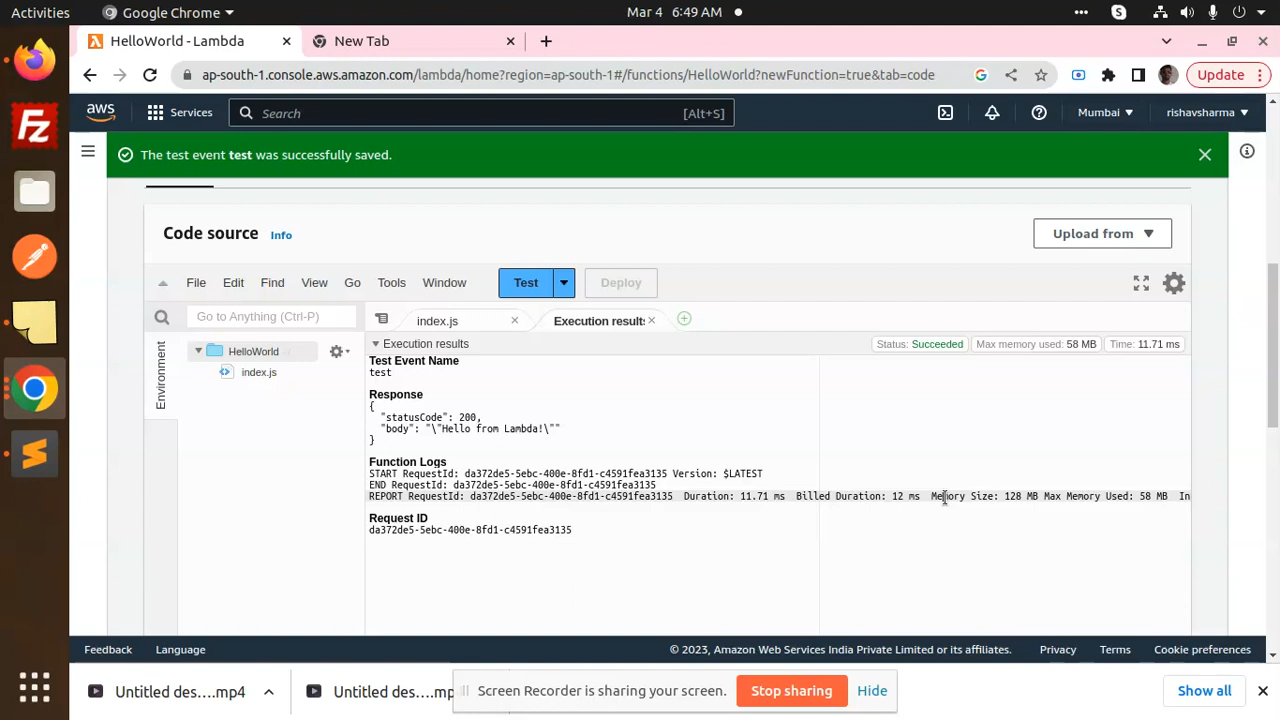 Activities
Google Chrome
Mar 4 6:49 AM
HelloWorld - Lambda
New Tab
ap-south-1.console.aws.amazon.com/lambda/home?region=ap-south-1#/functions/HelloWorld?newFunction=true&tab=code
Update
aws
Services
Search
[Alt+S]
Mumbai
rishavsharma
The test event test was successfully saved.
Code source
Info
Upload from
File Edit Find View Go Tools Window
Test
Deploy
Go to Anything (Ctrl-P)
index.js
Execution results
Environment
HelloWorld
index.js
Execution results
Status: Succeeded
Max memory used: 58 MB
Time: 11.71 ms
Test Event Name
test
Response
{
"statusCode": 200,
"body": "\"Hello from Lambda!\""
}
Function Logs
START RequestId: da372de5-5ebc-400e-8fd1-c4591fea3135 Version: $LATEST
END RequestId: da372de5-5ebc-400e-8fd1-c4591fea3135
REPORT RequestId: da372de5-5ebc-400e-8fd1-c4591fea3135 Duration: 11.71 ms Billed Duration: 12 ms Memory Size: 128 MB Max Memory Used: 58 MB In
Request ID
da372de5-5ebc-400e-8fd1-c4591fea3135
Feedback
Language
© 2023, Amazon Web Services India Private Limited or its affiliates.
Privacy
Terms
Cookie preferences
Untitled des....mp4
Untitled des....mp
Screen Recorder is sharing your screen.
Stop sharing
Hide
Show all